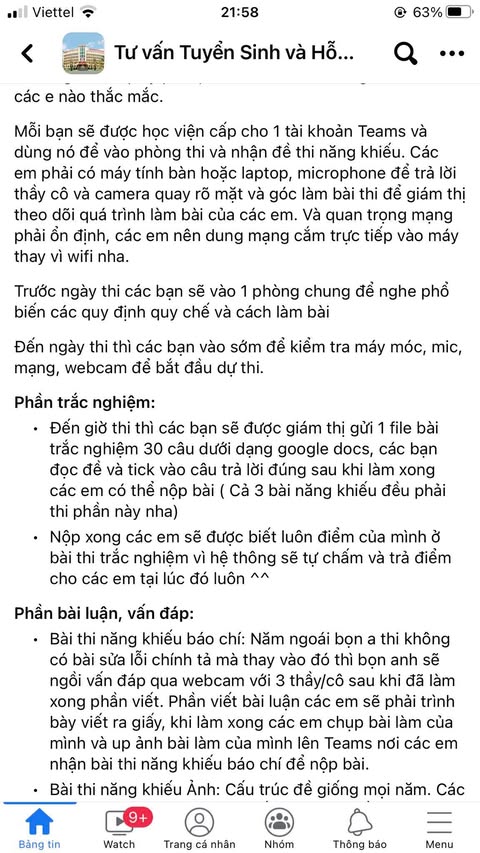 Viettel 21:58 63%
Tư vấn Tuyển Sinh và Hỗ...
các e nào thắc mắc.
Mỗi bạn sẽ được học viện cấp cho 1 tài khoản Teams và
dùng nó để vào phòng thi và nhận đề thi năng khiếu. Các
em phải có máy tính bàn hoặc laptop, microphone để trả lời
thầy cô và camera quay rõ mặt và góc làm bài thi để giám thị
theo dõi quá trình làm bài của các em. Và quan trọng mạng
phải ổn định, các em nên dung mạng cắm trực tiếp vào máy
thay vì wifi nha.
Trước ngày thi các bạn sẽ vào 1 phòng chung để nghe phổ
biến các quy định quy chế và cách làm bài
Đến ngày thi thì các bạn vào sớm để kiểm tra máy móc, mic,
mạng, webcam để bắt đầu dự thi.
Phần trắc nghiệm:
• Đến giờ thi thì các bạn sẽ được giám thị gửi 1 file bài
trắc nghiệm 30 câu dưới dạng google docs, các bạn
đọc đề và tick vào câu trả lời đúng sau khi làm xong
các em có thể nộp bài ( Cả 3 bài năng khiếu đều phải
thi phần này nha)
• Nộp xong các em sẽ được biết luôn điểm của mình ở
bài thi trắc nghiệm vì hệ thống sẽ tự chấm và trả điểm
cho các em tại lúc đó luôn ^^
Phần bài luận, vấn đáp:
• Bài thi năng khiếu báo chí: Năm ngoái bọn a thi không
có bài sửa lỗi chính tả mà thay vào đó thì bọn anh sẽ
ngồi vấn đáp qua webcam với 3 thầy/cô sau khi đã làm
xong phần viết. Phần viết bài luận các em sẽ phải trình
bày viết ra giấy, khi làm xong các em chụp bài làm của
mình và up ảnh bài làm của mình lên Teams nơi các em
nhận bài thi năng khiếu báo chí để nộp bài.
• Bài thi năng khiếu Ảnh: Cấu trúc đề giống mọi năm. Các
9+
Bảng tin Watch Trang cá nhân Nhóm Thông báo Menu